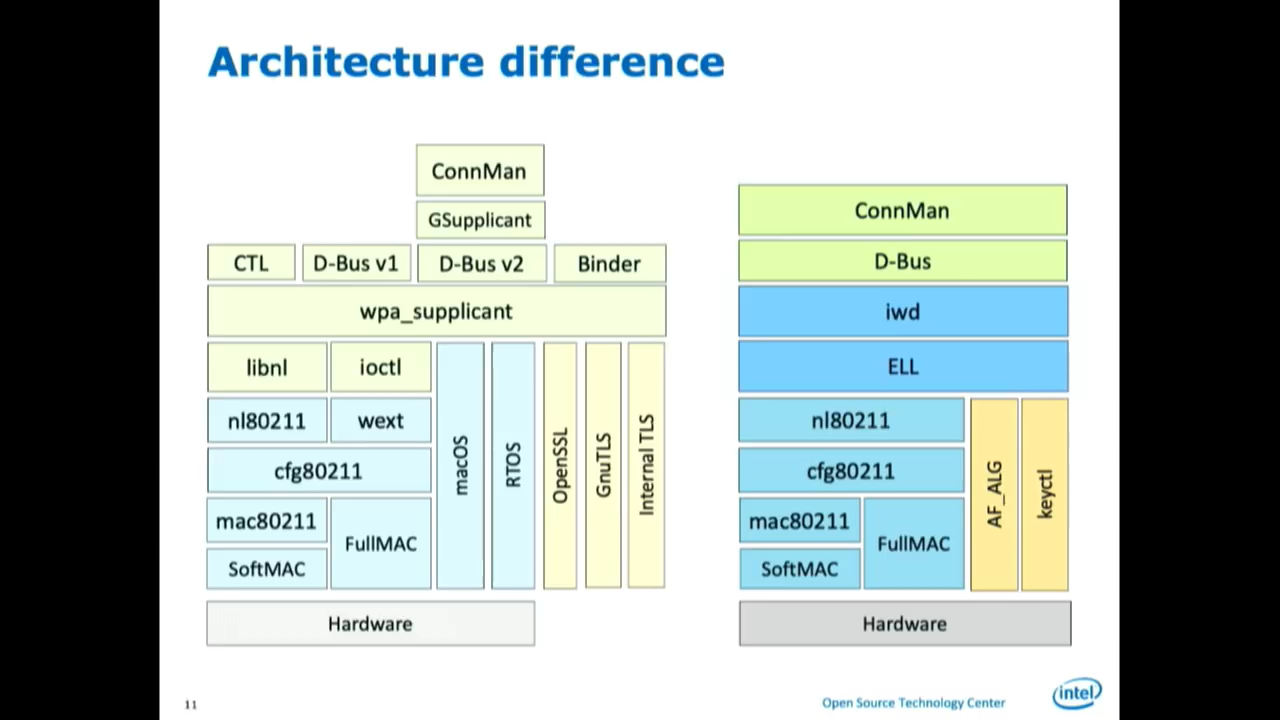 Architecture difference
ConnMan
GSupplicant
CTL
D-Bus v1
D-Bus v2
Binder
wpa_supplicant
libnl
ioctl
macOS
RTOS
OpenSSL
GnuTLS
Internal TLS
nl80211
wext
cfg80211
mac80211
FullMAC
SoftMAC
Hardware
ConnMan
D-Bus
iwd
ELL
nl80211
AF_ALG
keyctl
cfg80211
mac80211
FullMAC
SoftMAC
Hardware
11
Open Source Technology Center
intel